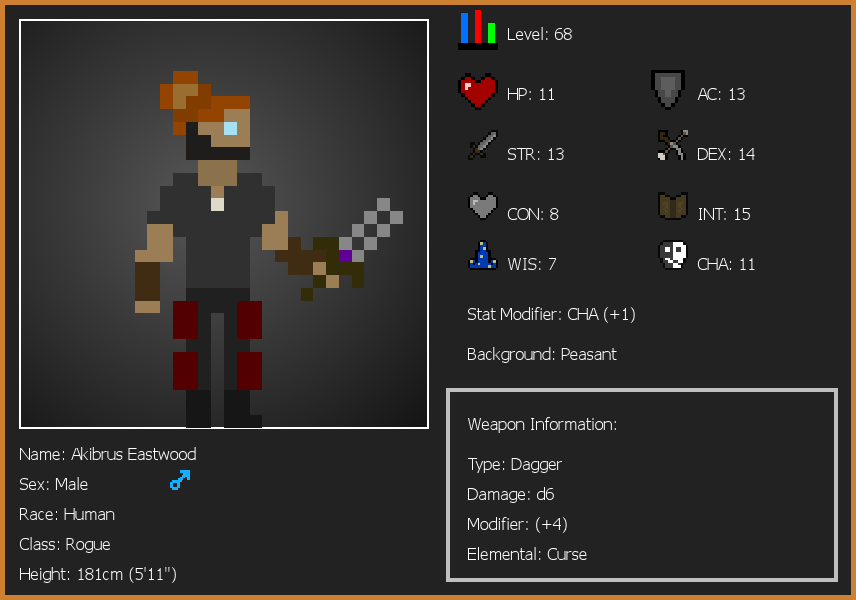 Level: 68
HP: 11
AC: 13
STR: 13
DEX: 14
CON: 8
INT: 15
WIS: 7
CHA: 11
Stat Modifier: CHA (+1)
Background: Peasant
Weapon Information:
Type: Dagger
Damage: d6
Modifier: (+4)
Elemental: Curse
Name: Akibrus Eastwood
Sex: Male
Race: Human
Class: Rogue
Height: 181cm (5'11")